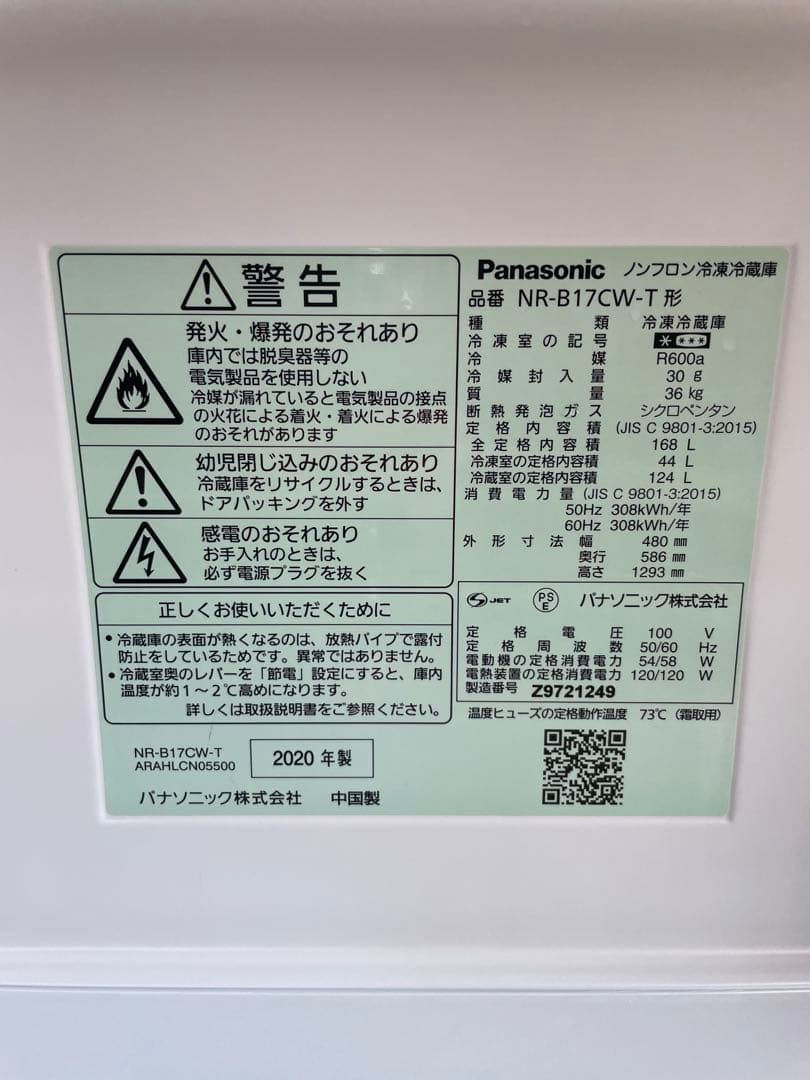 警告
発火・爆発のおそれあり
庫内では脱臭器等の
電気製品を使用しない
冷媒が漏れていると電気製品の接点
の火花による着火・着火による爆発
のおそれがあります
幼児閉じ込めのおそれあり
冷蔵庫をリサイクルするときは、
ドアパッキングを外す
感電のおそれあり
お手入れのときは、
必ず電源プラグを抜く
正しくお使いいただくために
•冷蔵庫の表面が熱くなるのは、放熱パイプで露付
防止をしているためです。異常ではありません。
•冷蔵室奥のレバーを「節電」設定にすると、庫内
温度が約1〜2℃高めになります。
詳しくは取扱説明書をご参照ください。
NR-B17CW-T
ARAHLCN05500
2020 年製
パナソニック株式会社 中国製
Panasonic ノンフロン冷凍冷蔵庫
品番 NR-B17CW-T 形
種類 冷凍冷蔵庫
冷凍室の記号 * ***
冷媒 R600a
冷媒封入量 30 g
質量 36 kg
断熱発泡ガス シクロペンタン
定格内容積 (JIS C 9801-3:2015)
全定格内容積 168 L
冷凍室の定格内容積 44 L
冷蔵室の定格内容積 124 L
消費電力量 (JIS C 9801-3:2015)
50Hz 308kWh/年
60Hz 308kWh/年
外形寸法 幅 480 mm
奥行 586 mm
高さ 1293 mm
S JET PS E パナソニック株式会社
定格電圧 100 V
定格周波数 50/60 Hz
電動機の定格消費電力 54/58 W
電熱装置の定格消費電力 120/120 W
製造番号 Z9721249
温度ヒューズの定格動作温度 73℃（霜取用）